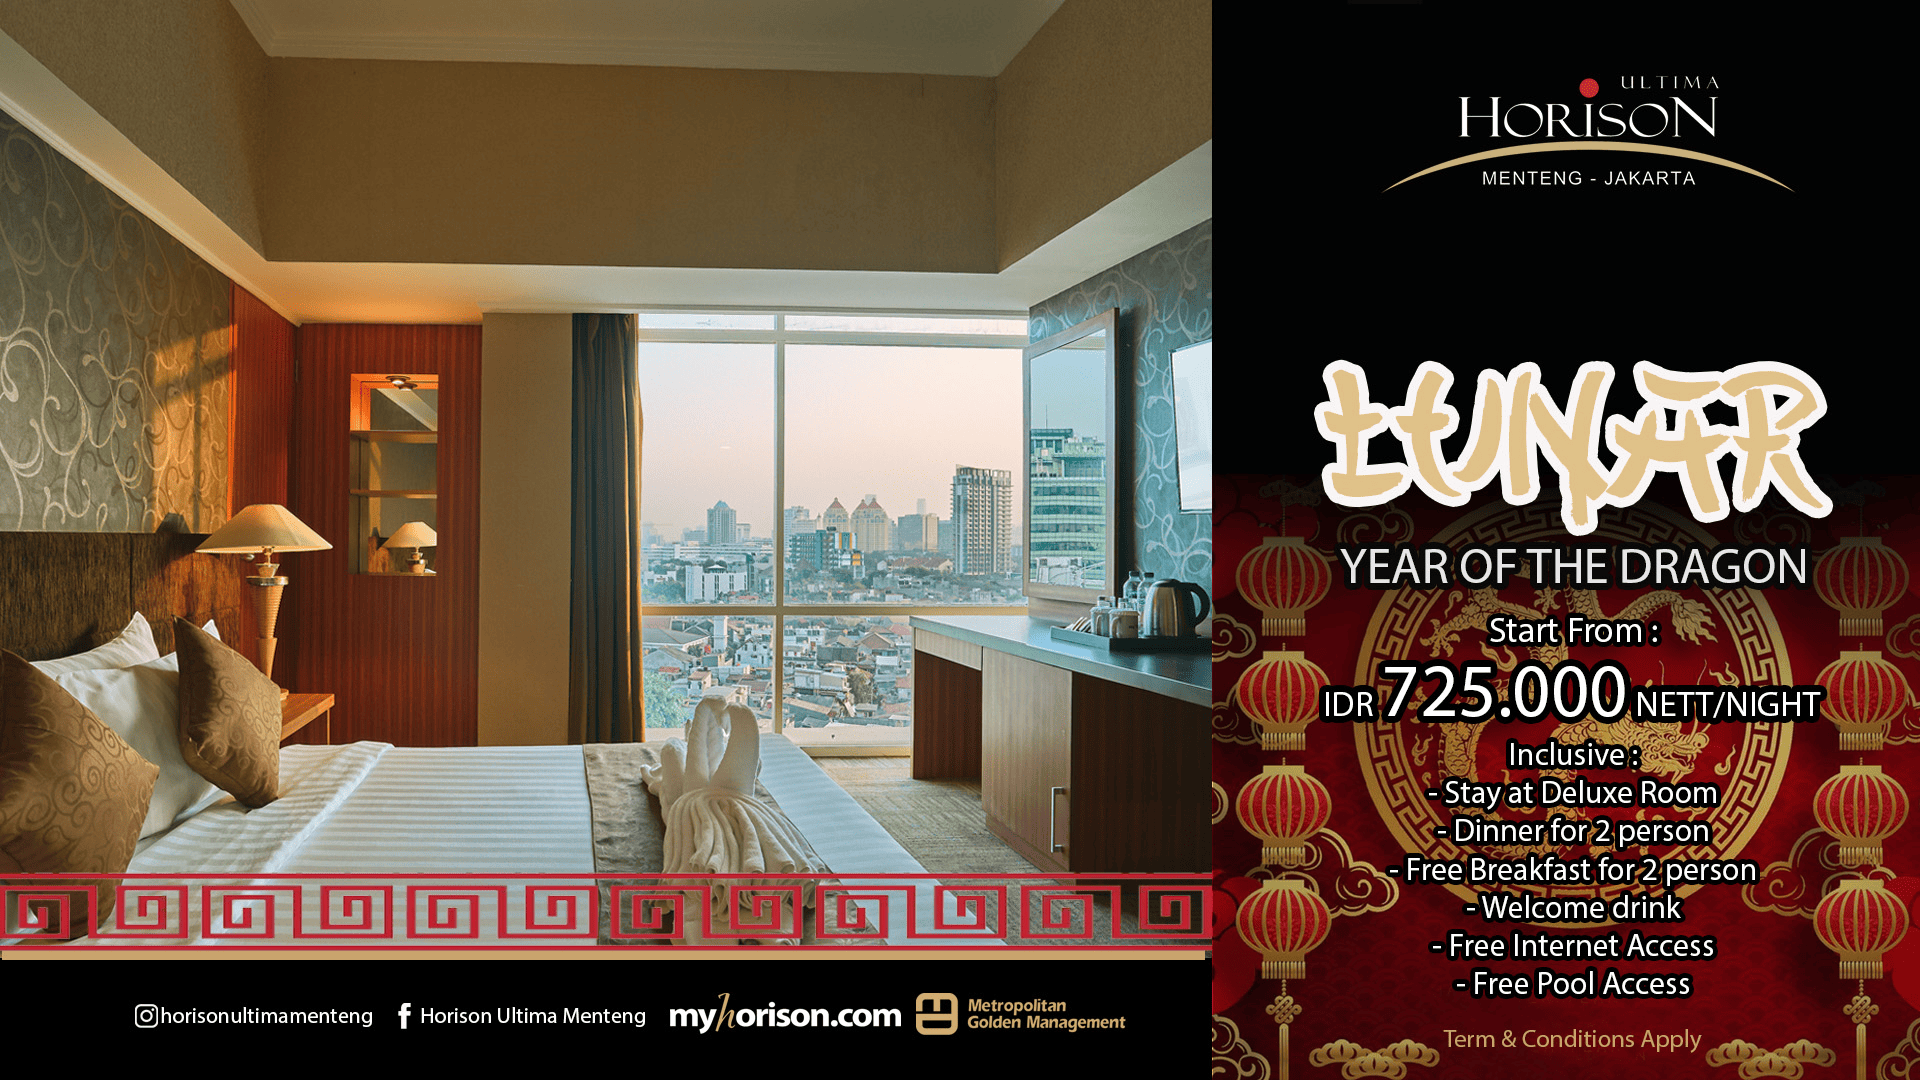 ULTIMA
HORISON
MENTENG - JAKARTA
LUNAR
YEAR OF THE DRAGON
Start From :
IDR 725.000 NETT/NIGHT
Inclusive :
- Stay at Deluxe Room
- Dinner for 2 person
- Free Breakfast for 2 person
- Welcome drink
- Free Internet Access
- Free Pool Access
Term & Conditions Apply
horisonultimamenteng
Horison Ultima Menteng
myhorison.com
Metropolitan
Golden Management